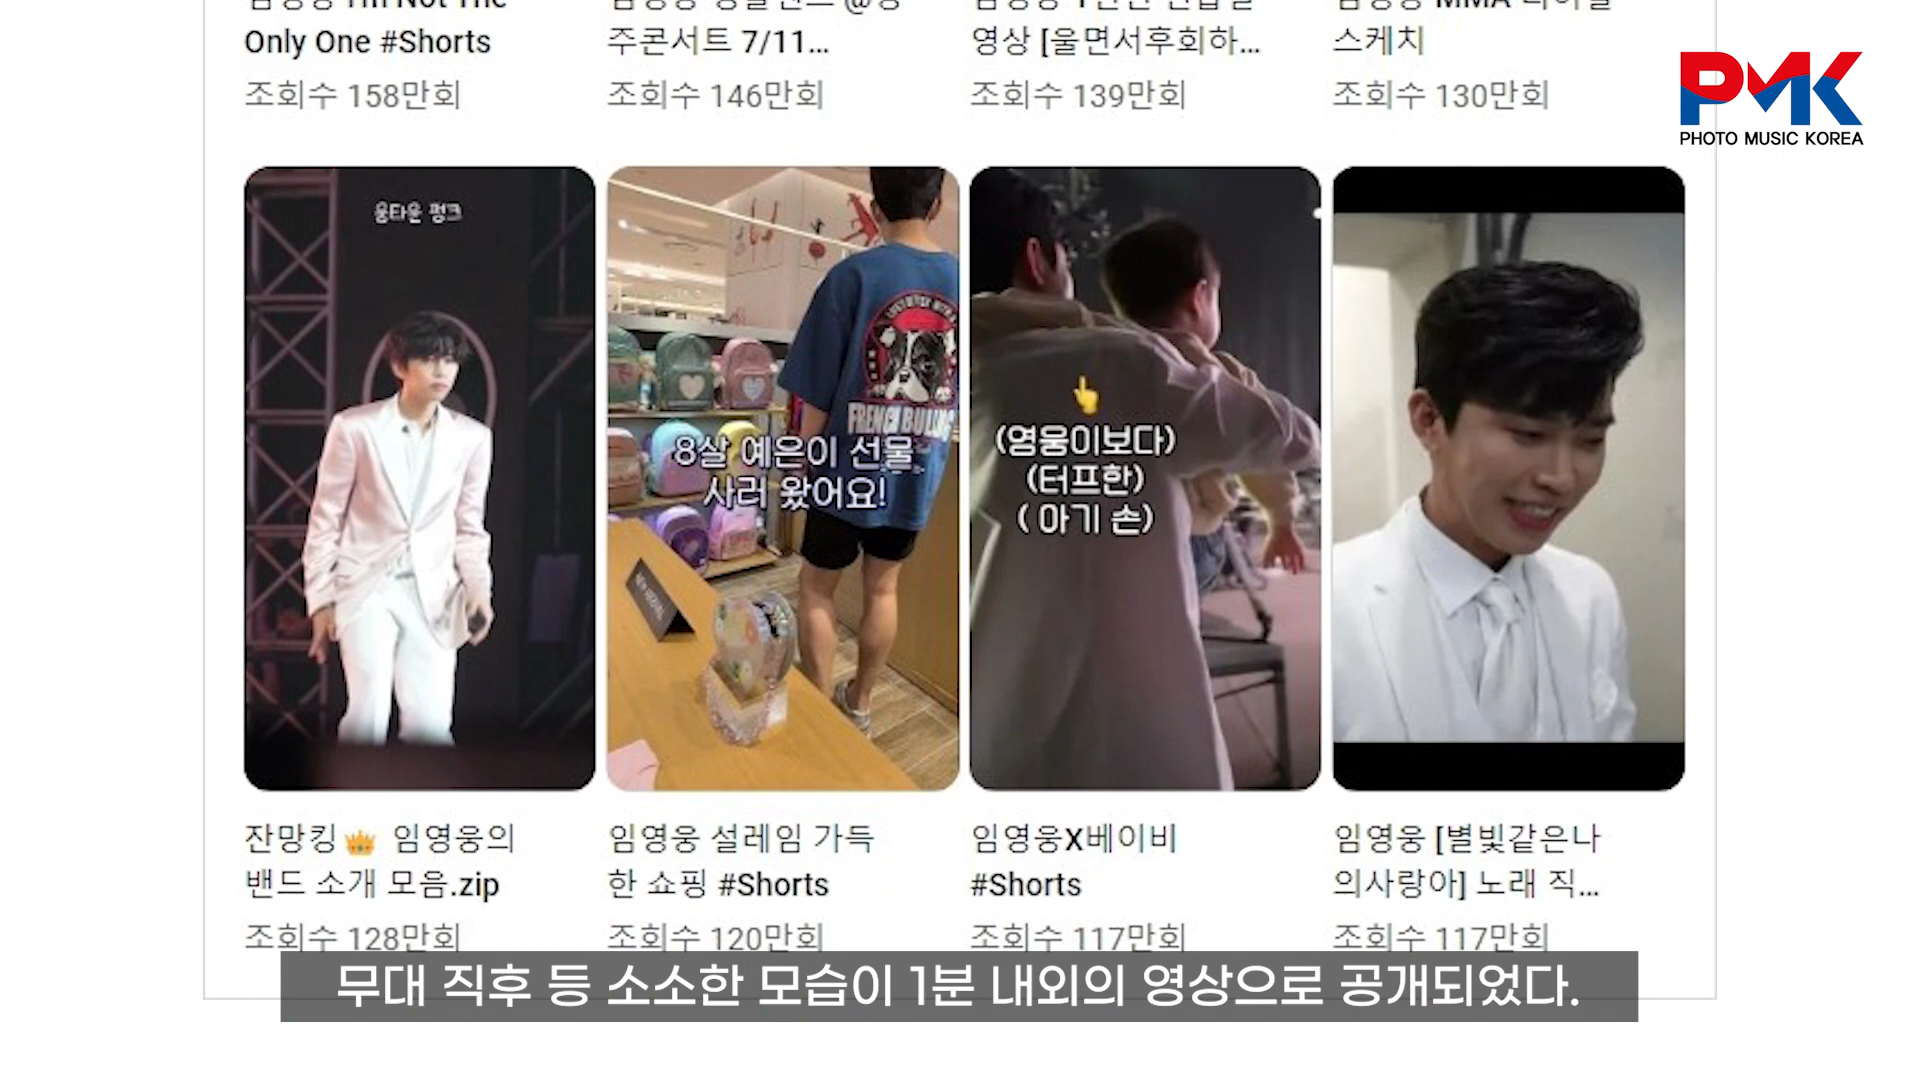 Only One #Shorts
주콘서트 7/11...
영상 [울면서후회하...
스케치
조회수 158만회
조회수 146만회
조회수 139만회
조회수 130만회
PMK
PHOTO MUSIC KOREA
웅타운 펑크
FRENCH BULLDOG
8살 예은이 선물
사러 왔어요!
(영웅이보다)
(터프한)
( 아기 손)
잔망킹👑 임영웅의
밴드 소개 모음.zip
조회수 128만회
임영웅 설레임 가득
한 쇼핑 #Shorts
조회수 120만회
임영웅X베이비
#Shorts
조회수 117만회
임영웅 [별빛같은나
의사랑아] 노래 직...
조회수 117만회
무대 직후 등 소소한 모습이 1분 내외의 영상으로 공개되었다.